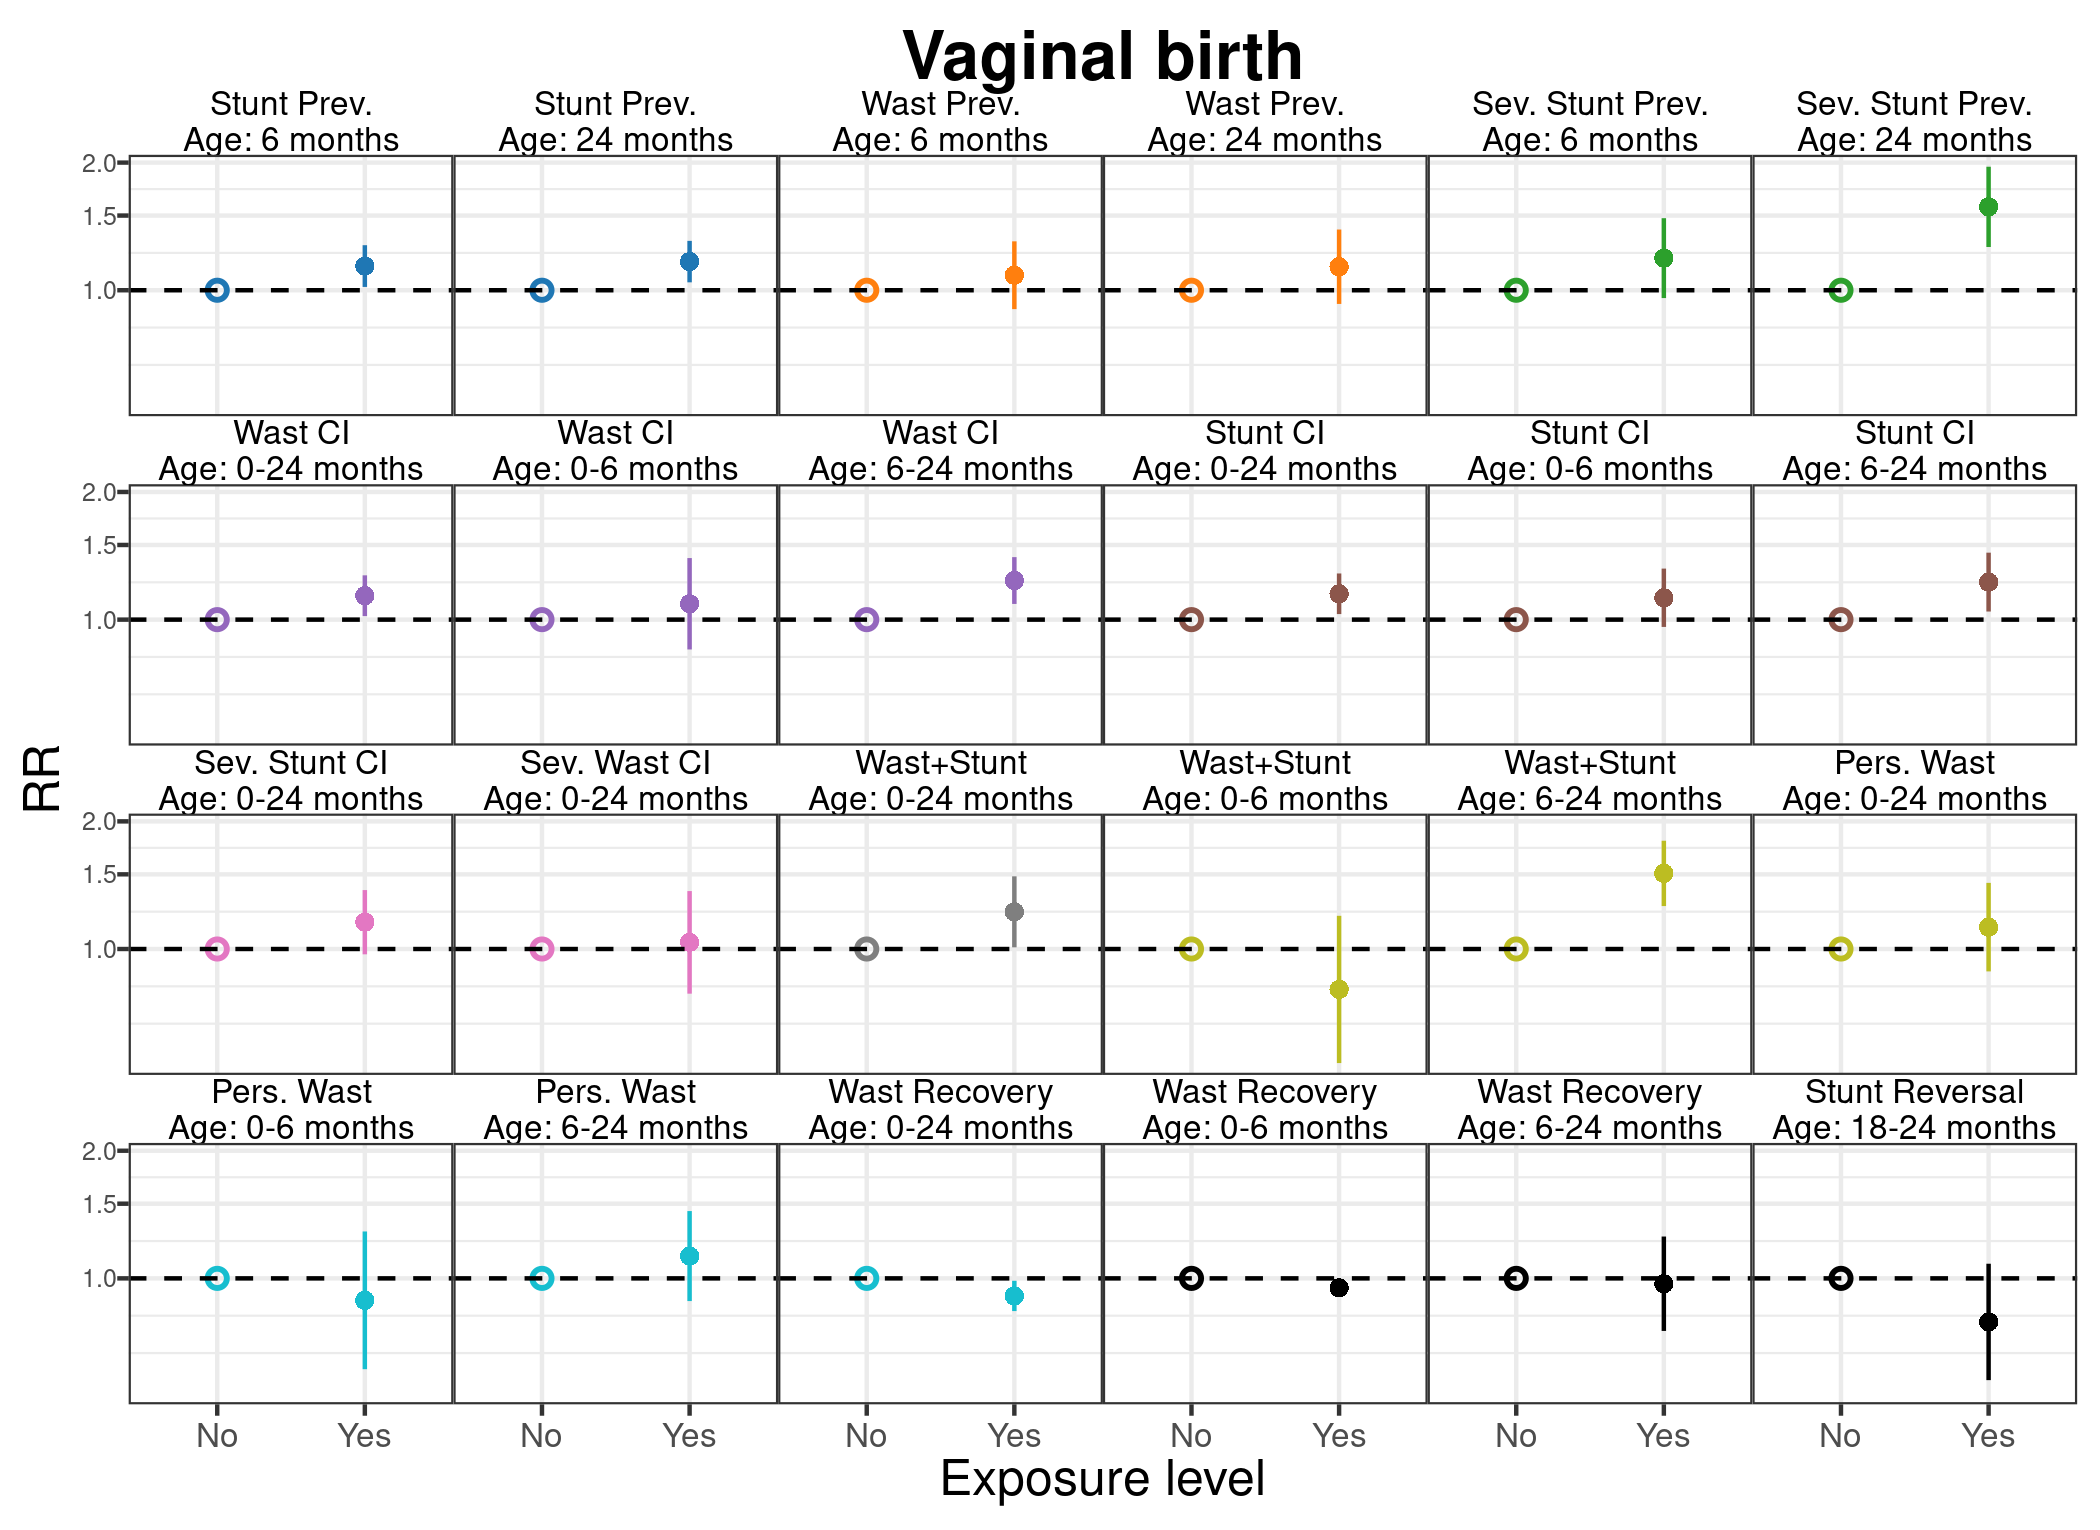 Vaginal birth
Stunt Prev.
Age: 6 months
Stunt Prev.
Age: 24 months
Wast Prev.
Age: 6 months
Wast Prev.
Age: 24 months
Sev. Stunt Prev.
Age: 6 months
Sev. Stunt Prev.
Age: 24 months
2.0
1.5
1.0
Wast CI
Age: 0-24 months
Wast CI
Age: 0-6 months
Wast CI
Age: 6-24 months
Stunt CI
Age: 0-24 months
Stunt CI
Age: 0-6 months
Stunt CI
Age: 6-24 months
2.0
1.5
1.0
RR
Sev. Stunt CI
Age: 0-24 months
Sev. Wast CI
Age: 0-24 months
Wast+Stunt
Age: 0-24 months
Wast+Stunt
Age: 0-6 months
Wast+Stunt
Age: 6-24 months
Pers. Wast
Age: 0-24 months
2.0
1.5
1.0
Pers. Wast
Age: 0-6 months
Pers. Wast
Age: 6-24 months
Wast Recovery
Age: 0-24 months
Wast Recovery
Age: 0-6 months
Wast Recovery
Age: 6-24 months
Stunt Reversal
Age: 18-24 months
2.0
1.5
1.0
No Yes No Yes No Yes No Yes No Yes No Yes
Exposure level